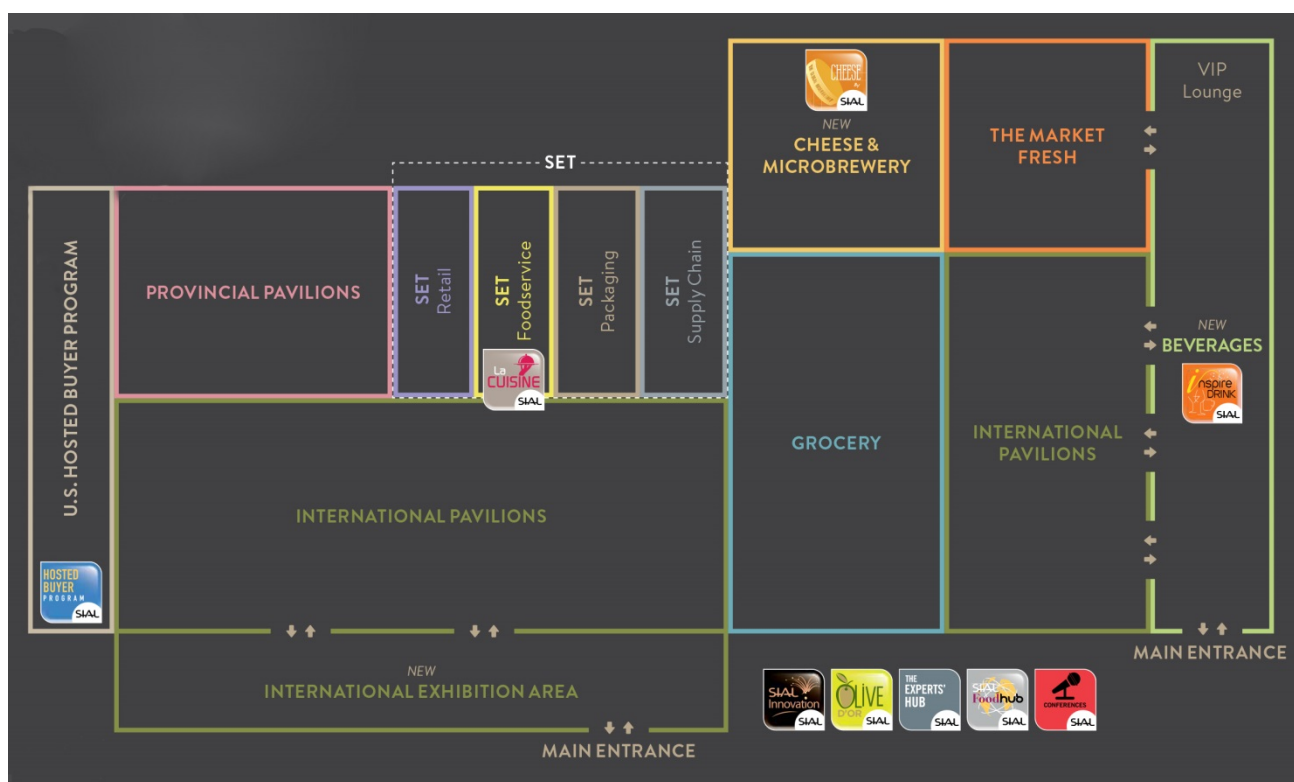 CHEESE
By
SIAL
NEW
CHEESE &
MICROBREWERY
THE MARKET
FRESH
VIP
Lounge
SET
U.S. HOSTED BUYER PROGRAM
HOSTED
BUYER
PROGRAM
SIAL
PROVINCIAL PAVILIONS
SET
Retail
SET
Foodservice
La
CUISINE
SIAL
SET
Packaging
SET
Supply Chain
GROCERY
INTERNATIONAL
PAVILIONS
NEW
BEVERAGES
inspire
DRINK
SIAL
INTERNATIONAL PAVILIONS
NEW
INTERNATIONAL EXHIBITION AREA
MAIN ENTRANCE
MAIN ENTRANCE
SIAL
Innovation
SIAL
OLIVE
D'OR
SIAL
THE
EXPERTS'
HUB
SIAL
SIAL
Foodhub
SIAL
CONFERENCES
SIAL